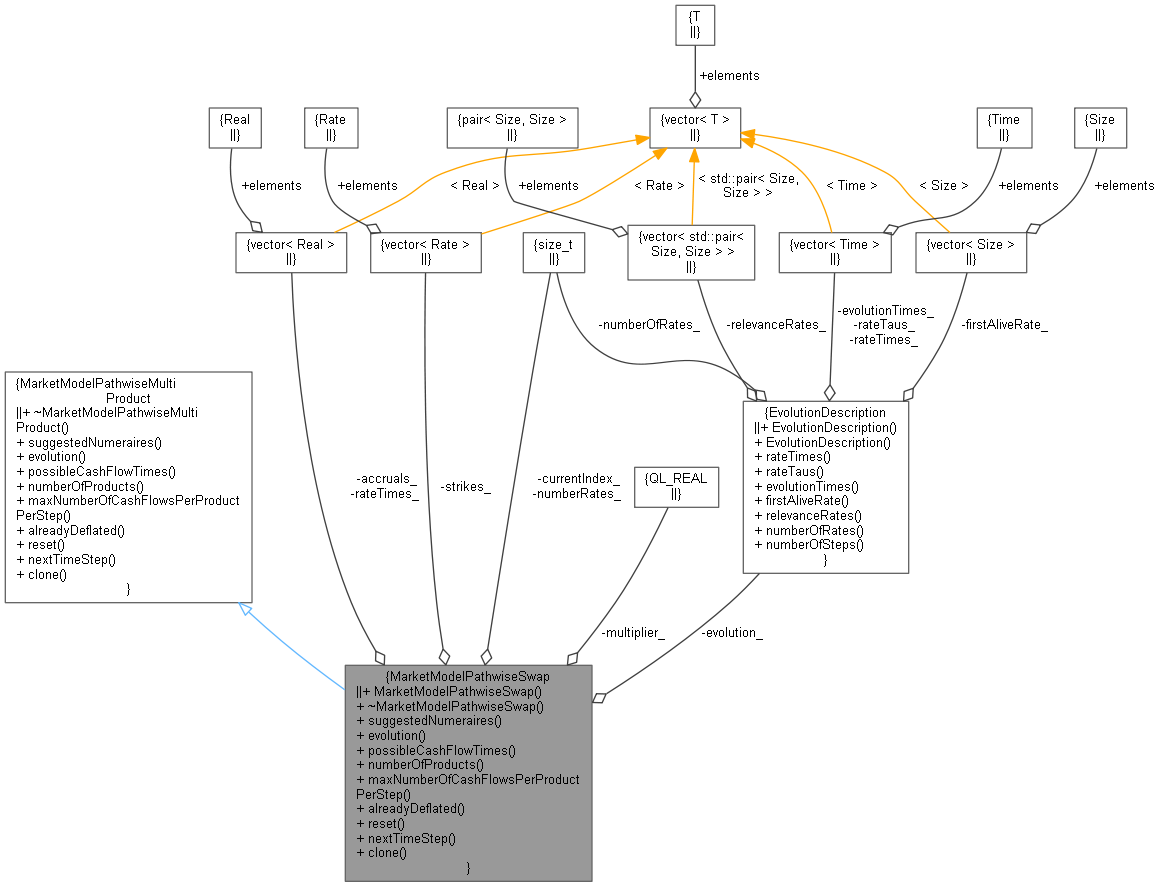 {T
||}
+elements
{Real
||}
{Rate
||}
{pair< Size, Size >
||}
{vector< T >
||}
{Time
||}
{Size
||}
+elements
+elements
< Real >
+elements
< Rate >
< std::pair< Size,
Size > >
< Time >
< Size >
+elements
+elements
{vector< Real >
||}
{vector< Rate >
||}
{size_t
||}
{vector< std::pair<
Size, Size > >
||}
{vector< Time >
||}
{vector< Size >
||}
-numberOfRates_
-relevanceRates_
-evolutionTimes_
-rateTaus_
-rateTimes_
-firstAliveRate_
{MarketModelPathwiseMulti
Product
||+ ~MarketModelPathwiseMulti
Product()
+ suggestedNumeraires()
+ evolution()
+ possibleCashFlowTimes()
+ numberOfProducts()
+ maxNumberOfCashFlowsPerProduct
PerStep()
+ alreadyDeflated()
+ reset()
+ nextTimeStep()
+ clone()
}
-accruals_
-rateTimes_
-strikes_
-currentIndex_
-numberRates_
{QL_REAL
||}
{EvolutionDescription
||+ EvolutionDescription()
+ EvolutionDescription()
+ rateTimes()
+ rateTaus()
+ evolutionTimes()
+ firstAliveRate()
+ relevanceRates()
+ numberOfRates()
+ numberOfSteps()
}
-multiplier_
-evolution_
{MarketModelPathwiseSwap
||+ MarketModelPathwiseSwap()
+ ~MarketModelPathwiseSwap()
+ suggestedNumeraires()
+ evolution()
+ possibleCashFlowTimes()
+ numberOfProducts()
+ maxNumberOfCashFlowsPerProduct
PerStep()
+ alreadyDeflated()
+ reset()
+ nextTimeStep()
+ clone()
}